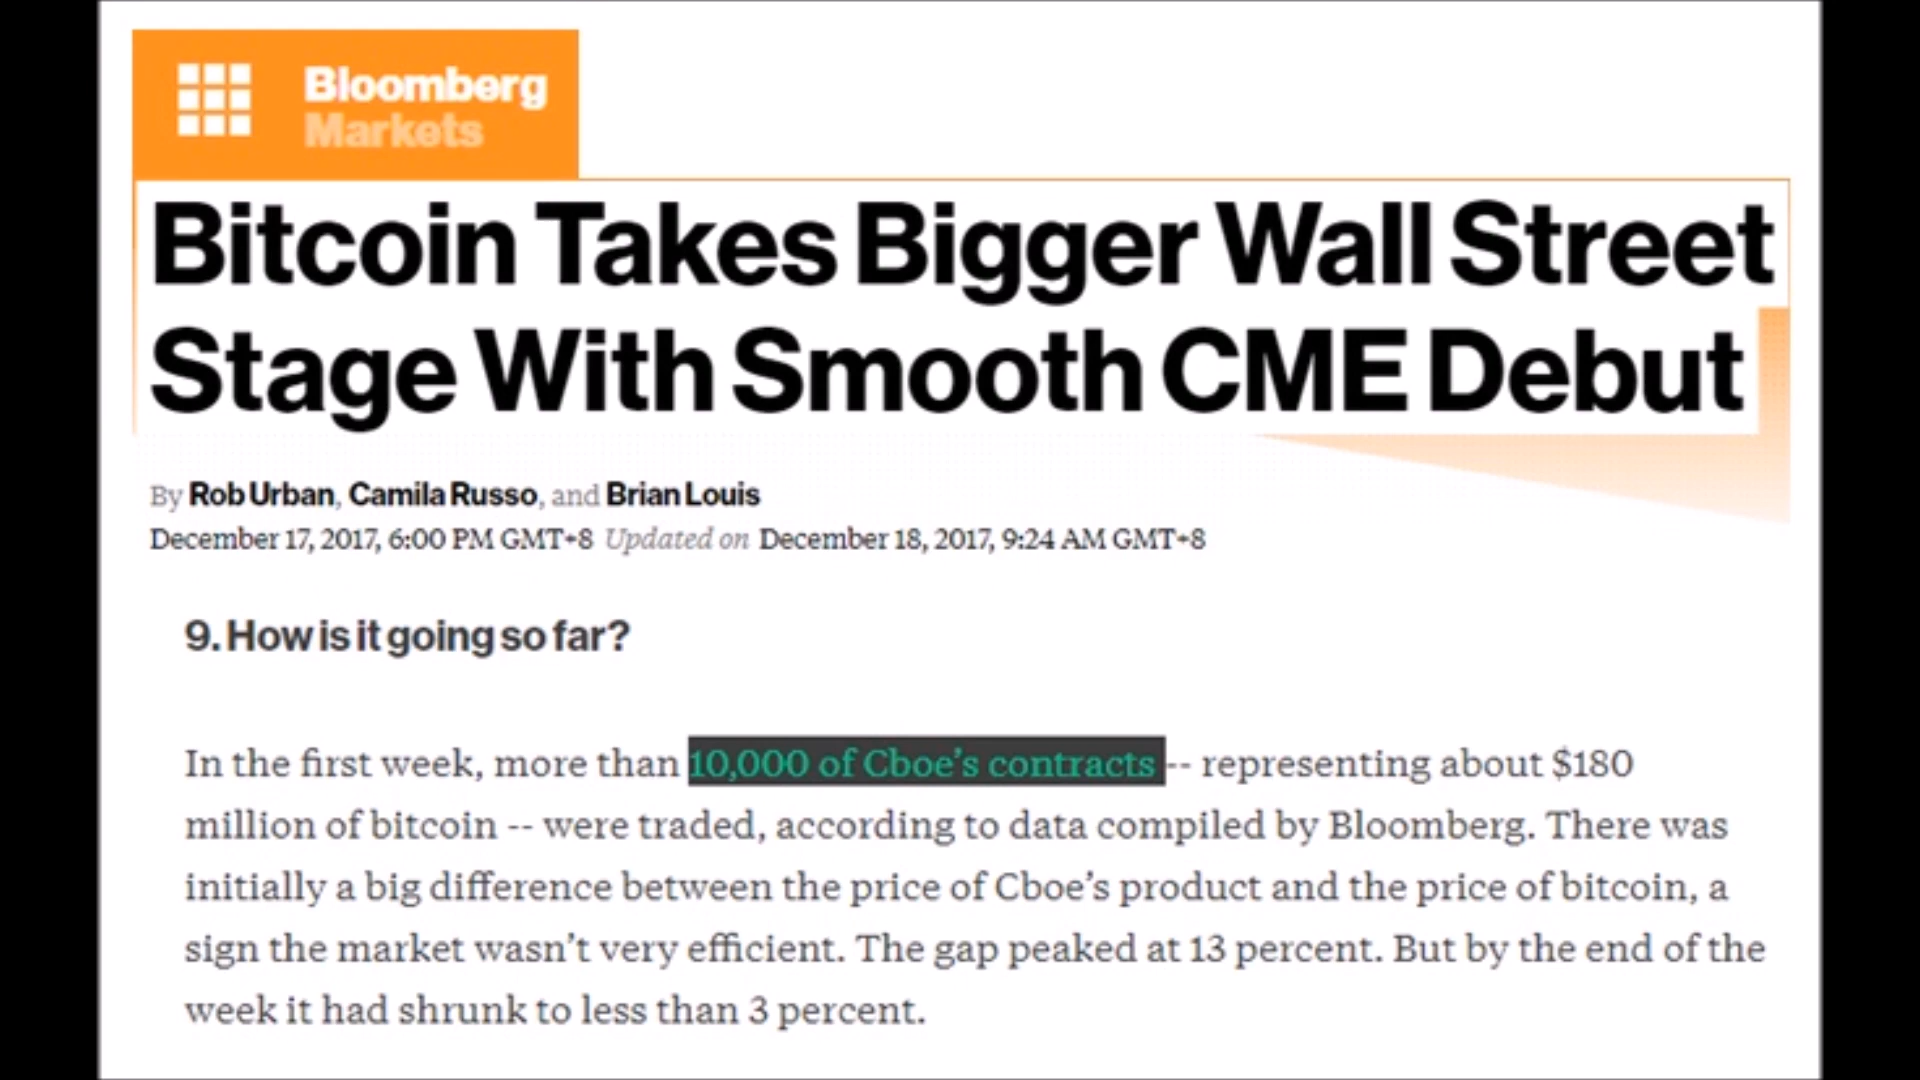 Bloomberg
Markets
Bitcoin Takes Bigger Wall Street
Stage With Smooth CME Debut
By Rob Urban, Camila Russo, and Brian Louis
December 17, 2017, 6:00 PM GMT+8 Updated on December 18, 2017, 9:24 AM GMT+8
9. How is it going so far?
In the first week, more than 10,000 of Cboe’s contracts -- representing about $180
million of bitcoin -- were traded, according to data compiled by Bloomberg. There was
initially a big difference between the price of Cboe’s product and the price of bitcoin, a
sign the market wasn’t very efficient. The gap peaked at 13 percent. But by the end of the
week it had shrunk to less than 3 percent.